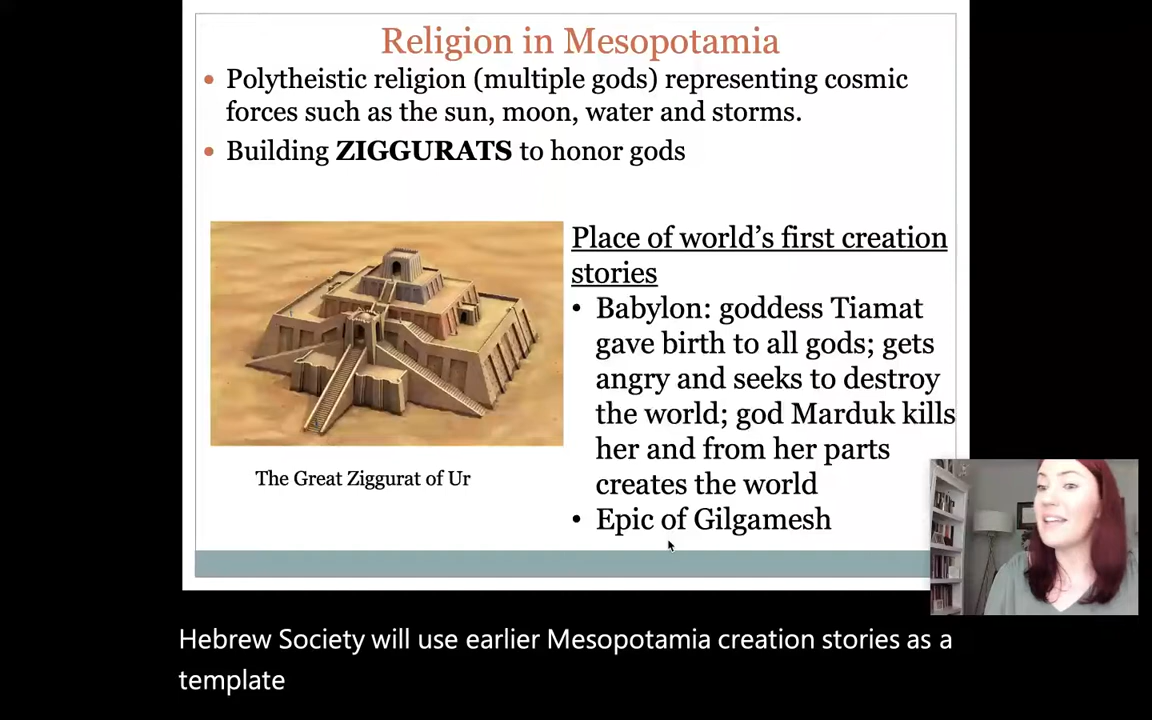 Religion in Mesopotamia
• Polytheistic religion (multiple gods) representing cosmic
forces such as the sun, moon, water and storms.
• Building ZIGGURATS to honor gods
Place of world's first creation
stories
• Babylon: goddess Tiamat
gave birth to all gods; gets
angry and seeks to destroy
the world; god Marduk kills
her and from her parts
creates the world
• Epic of Gilgamesh
The Great Ziggurat of Ur
Hebrew Society will use earlier Mesopotamia creation stories as a
template